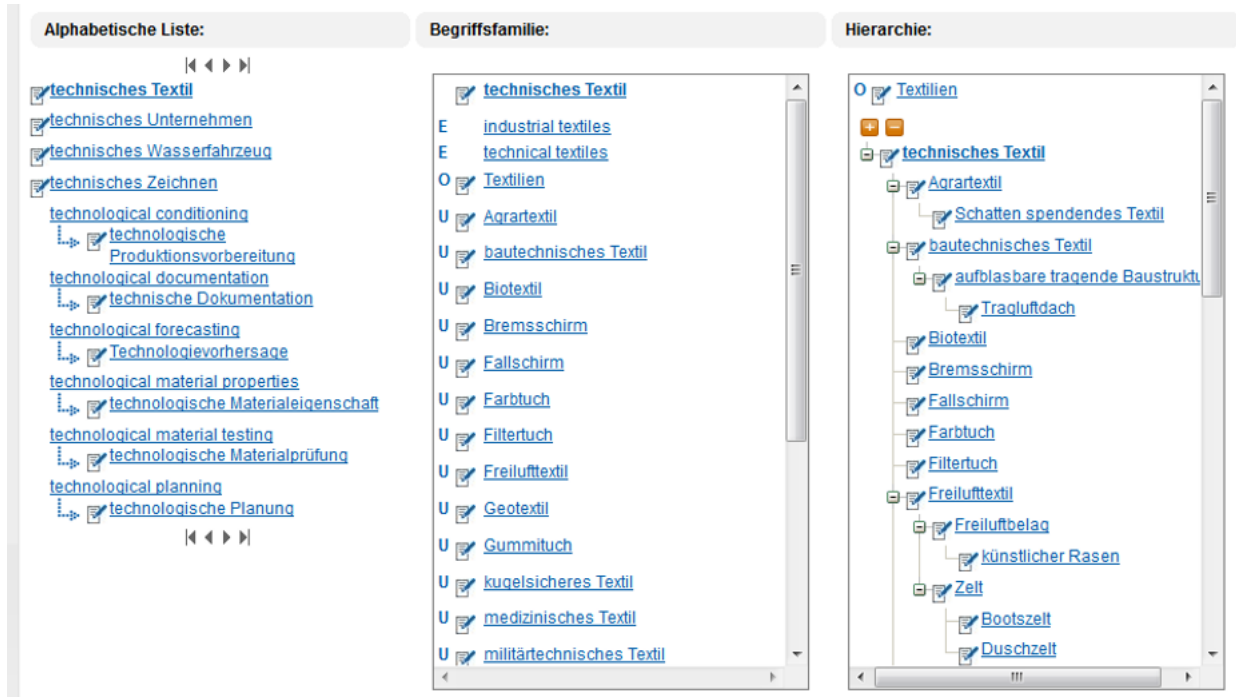 Alphabetische Liste:
technisches Textil
technisches Unternehmen
technisches Wasserfahrzeug
technisches Zeichnen
technological conditioning
technologische
Produktionsvorbereitung
technological documentation
technische Dokumentation
technological forecasting
Technologievorhersage
technological material properties
technologische Materialeigenschaft
technological material testing
technologische Materialprüfung
technological planning
technologische Planung
Begriffsfamilie:
technisches Textil
E industrial textiles
E technical textiles
O Textilien
U Agrartextil
U bautechnisches Textil
U Biotextil
U Bremsschirm
U Fallschirm
U Farbtuch
U Filtertuch
U Freilufttextil
U Geotextil
U Gummituch
U kugelsicheres Textil
U medizinisches Textil
U militärtechnisches Textil
Hierarchie:
O Textilien
technisches Textil
Agrartextil
Schatten spendendes Textil
bautechnisches Textil
aufblasbare tragende Baustruktu
Tragluftdach
Biotextil
Bremsschirm
Fallschirm
Farbtuch
Filtertuch
Freilufttextil
Freiluftbelag
künstlicher Rasen
Zelt
Bootszelt
Duschzelt